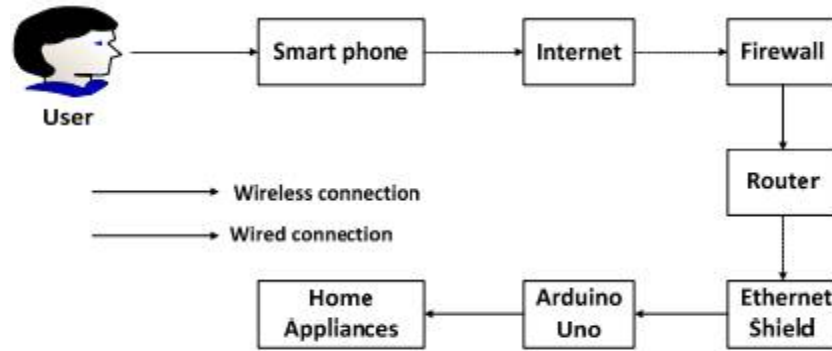 Smart phone
Internet
Firewall
User
Router
Wireless connection
Wired connection
Home
Appliances
Arduino
Uno
Ethernet
Shield